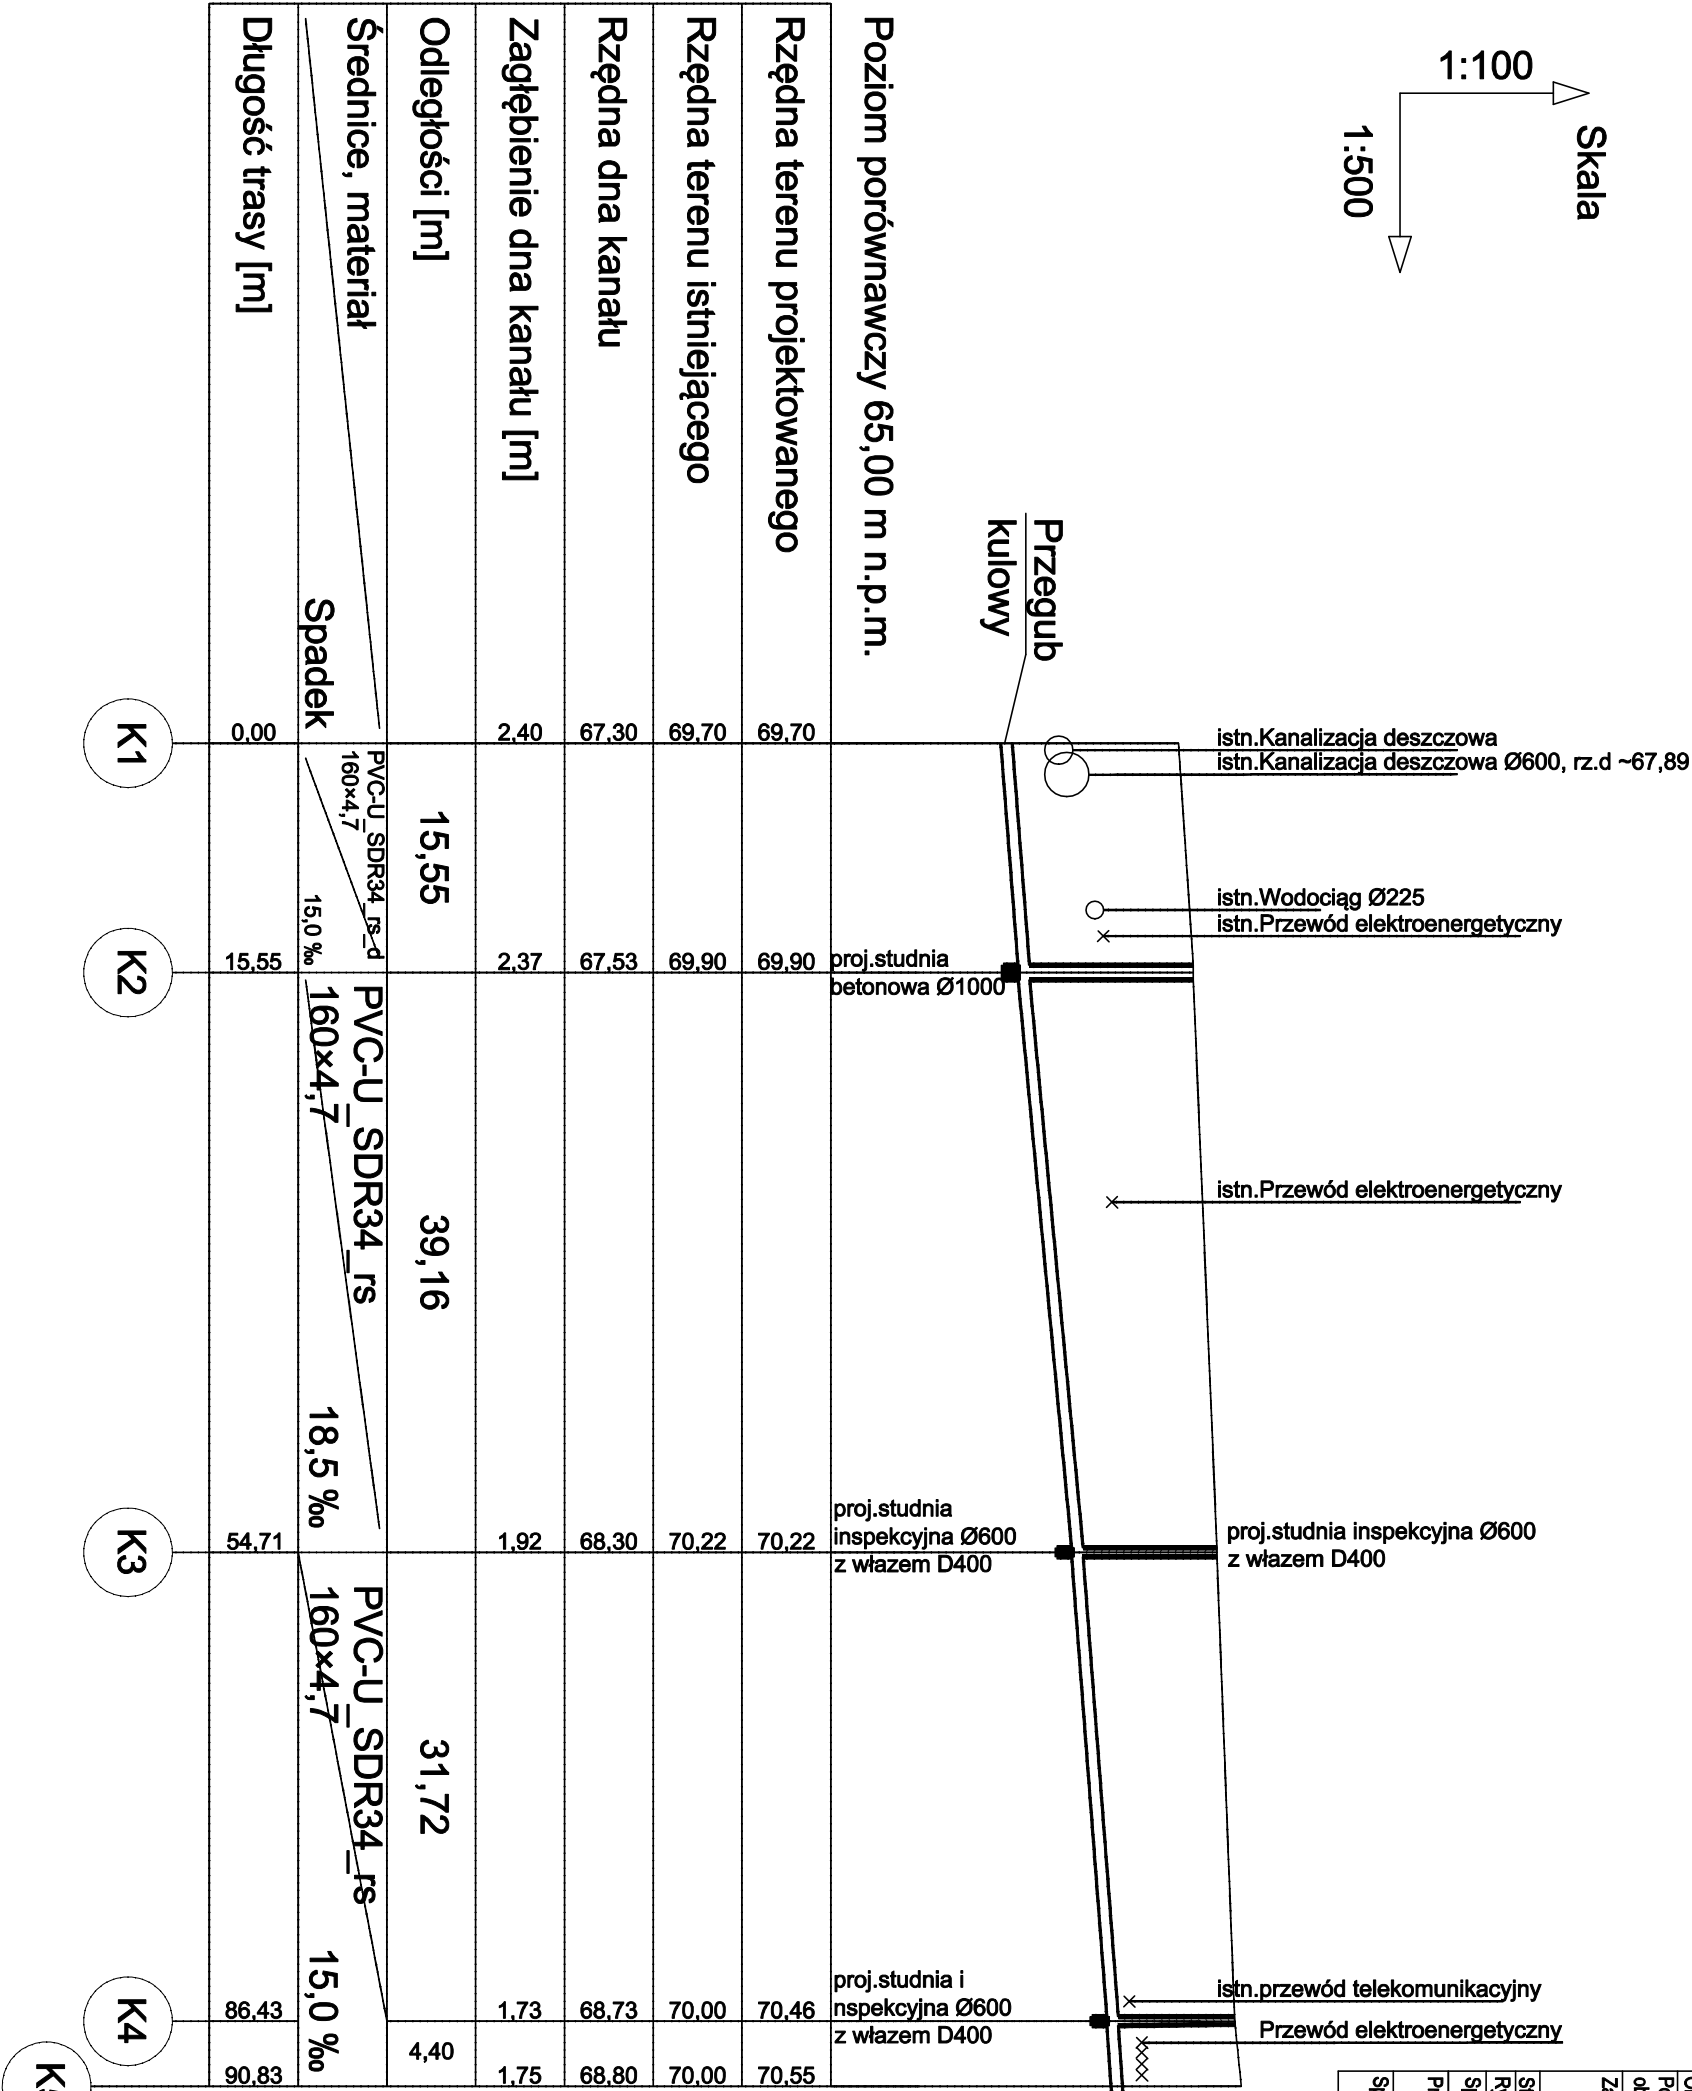 Skala
1:100
1:500
Przegub
kulowy
istn.Kanalizacja deszczowa
istn.Kanalizacja deszczowa Ø600, rz.d ~67,89
istn.Wodociąg Ø225
istn.Przewód elektroenergetyczny
istn.Przewód elektroenergetyczny
proj.studnia inspekcyjna Ø600
z włazem D400
istn.przewód telekomunikacyjny
Przewód elektroenergetyczny
proj.studnia
betonowa Ø1000
proj.studnia
inspekcyjna Ø600
z włazem D400
proj.studnia i
nspekcyjna Ø600
z włazem D400
Poziom porównawczy 65,00 m n.p.m.
Rzędna terenu projektowanego
69,70
69,90
70,22
70,46
70,55
Rzędna terenu istniejącego
69,70
69,90
70,22
70,00
70,00
Rzędna dna kanału
67,30
67,53
68,30
68,73
68,80
Zagłębienie dna kanału [m]
2,40
2,37
1,92
1,73
1,75
Odległości [m]
15,55
39,16
31,72
4,40
Średnice, materiał
Spadek
PVC-U_SDR34_rs_d
160×4,7
15,0 ‰
PVC-U_SDR34_rs
160×4,7
18,5 ‰
PVC-U_SDR34_rs
160×4,7
15,0 ‰
Długość trasy [m]
0,00
15,55
54,71
86,43
90,83
K1
K2
K3
K4